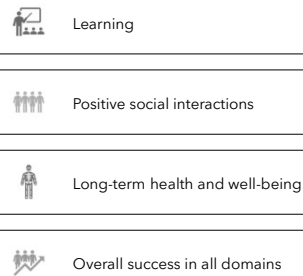 Learning
Positive social interactions
Long-term health and well-being
Overall success in all domains